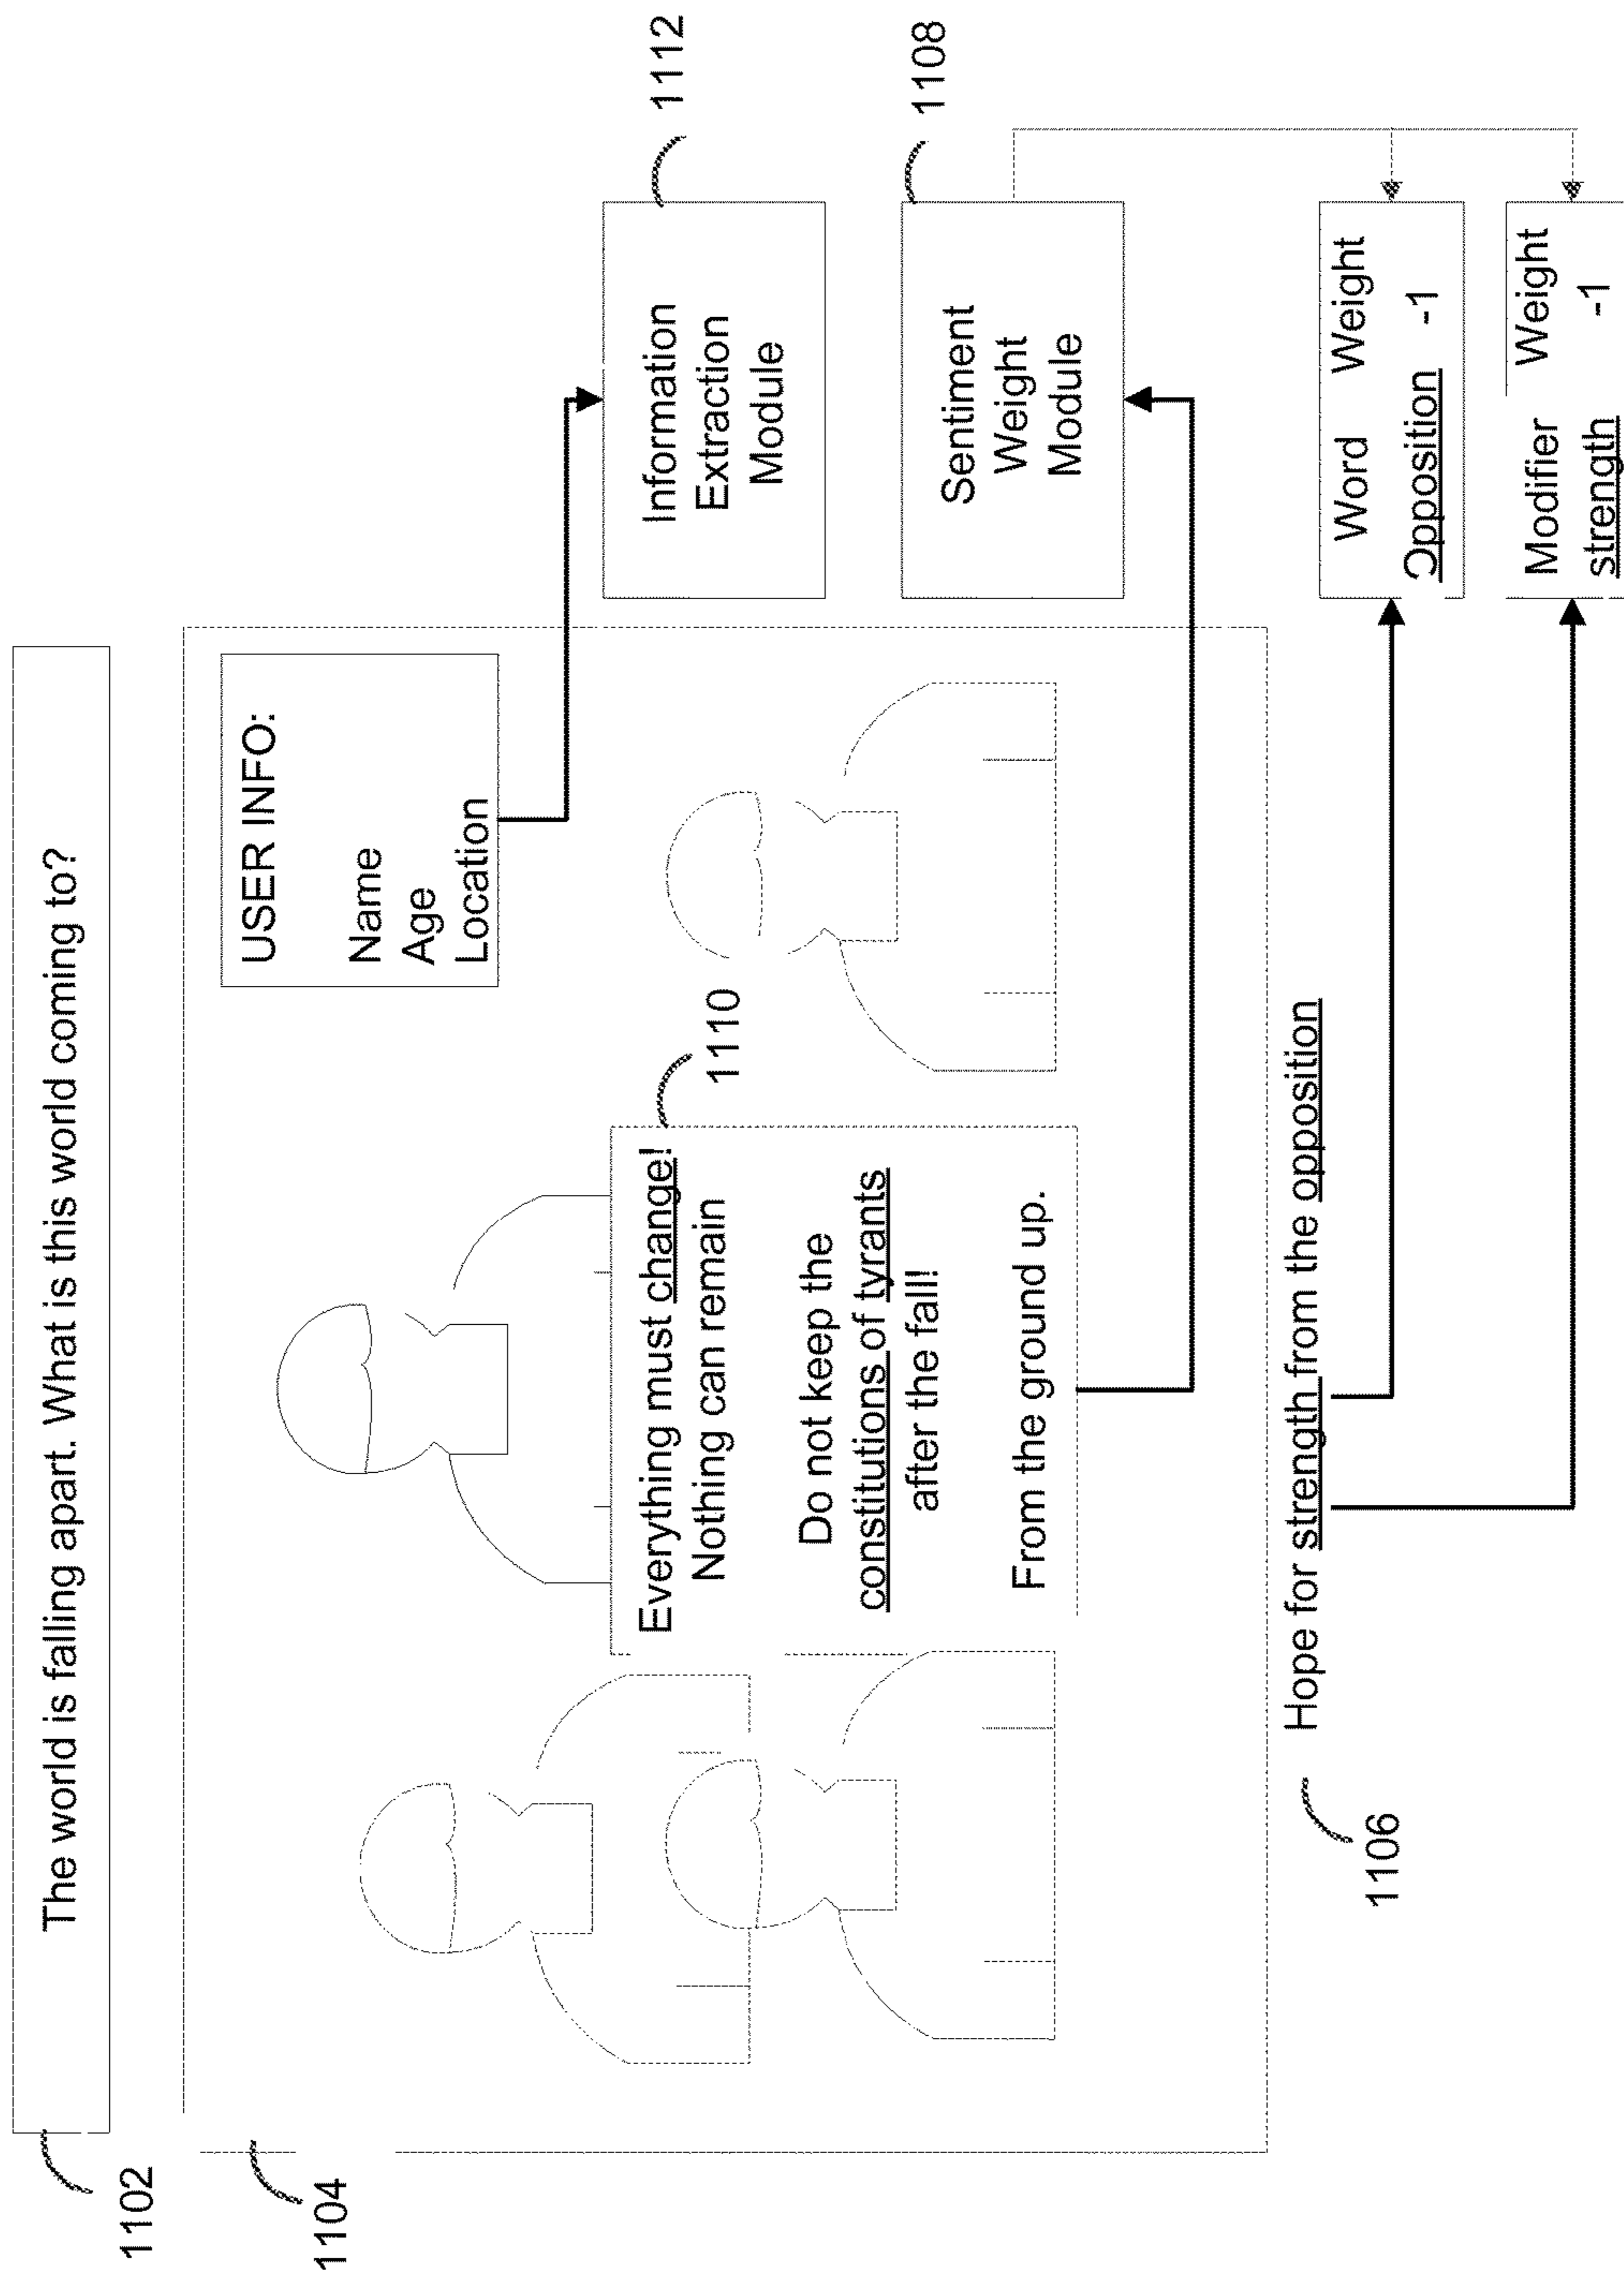 The world is falling apart. What is this world coming to?
1102
1104
USER INFO:
Name
Age
Location
1110
Everything must change!
Nothing can remain
Do not keep the
constitutions of tyrants
after the fall!
From the ground up.
Information
Extraction
Module
1112
Sentiment
Weight
Module
1108
1106
Hope for strength from the opposition
Word Weight
Opposition -1
Modifier Weight
strength -1